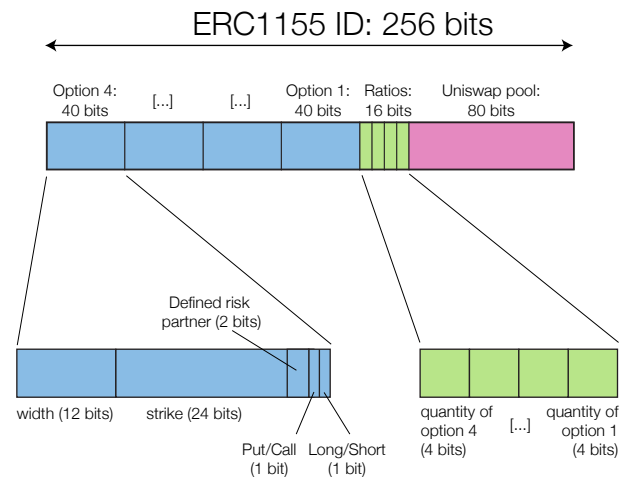 ERC1155 ID: 256 bits
Option 4:
40 bits
[...]
[...]
Option 1:
40 bits
Ratios:
16 bits
Uniswap pool:
80 bits
Defined risk
partner (2 bits)
width (12 bits)
strike (24 bits)
Put/Call
(1 bit)
Long/Short
(1 bit)
quantity of
option 4
(4 bits)
[...]
quantity of
option 1
(4 bits)